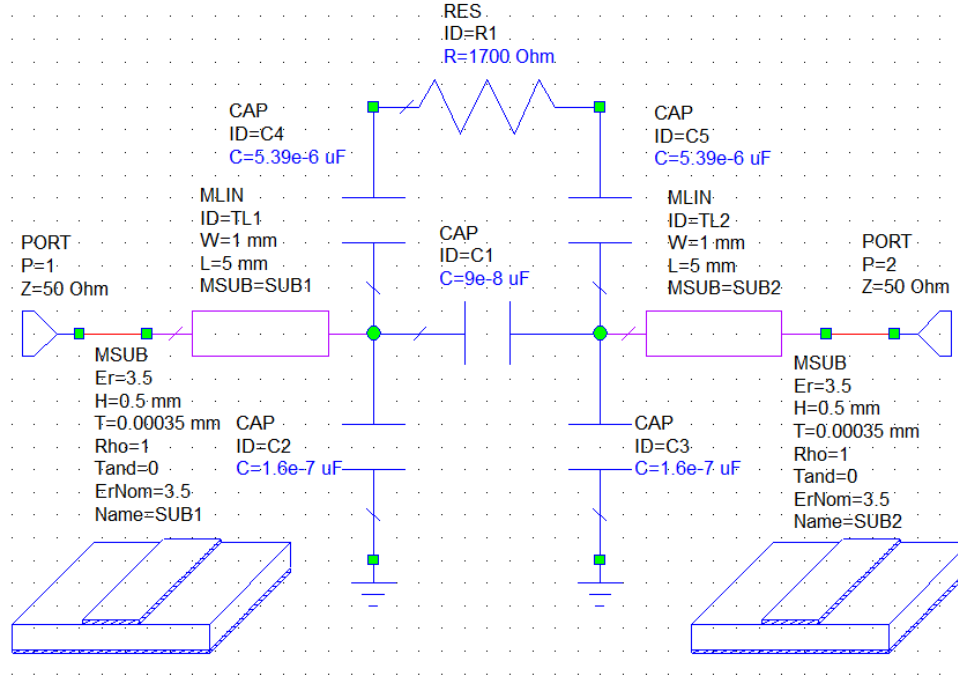 RES
ID=R1
R=1700 Ohm
CAP
ID=C4
C=5.39e-6 uF
CAP
ID=C5
C=5.39e-6 uF
MLIN
ID=TL1
W=1 mm
L=5 mm
MSUB=SUB1
CAP
ID=C1
C=9e-8 uF
MLIN
ID=TL2
W=1 mm
L=5 mm
MSUB=SUB2
PORT
P=1
Z=50 Ohm
PORT
P=2
Z=50 Ohm
MSUB
Er=3.5
H=0.5 mm
T=0.00035 mm
Rho=1
Tand=0
ErNom=3.5
Name=SUB1
CAP
ID=C2
C=1.6e-7 uF
CAP
ID=C3
C=1.6e-7 uF
MSUB
Er=3.5
H=0.5 mm
T=0.00035 mm
Rho=1
Tand=0
ErNom=3.5
Name=SUB2